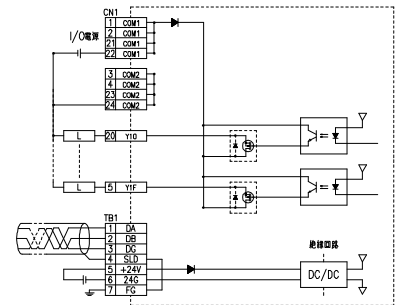 CN1
I/O電源
1 COM1
2 COM1
21 COM1
22 COM1
3 COM2
4 COM2
23 COM2
24 COM2
L 20 Y10
L 5 Y1F
TB1
1 DA
2 DB
3 DG
4 SLD
5 +24V
6 24G
7 FG
絶縁回路
DC/DC